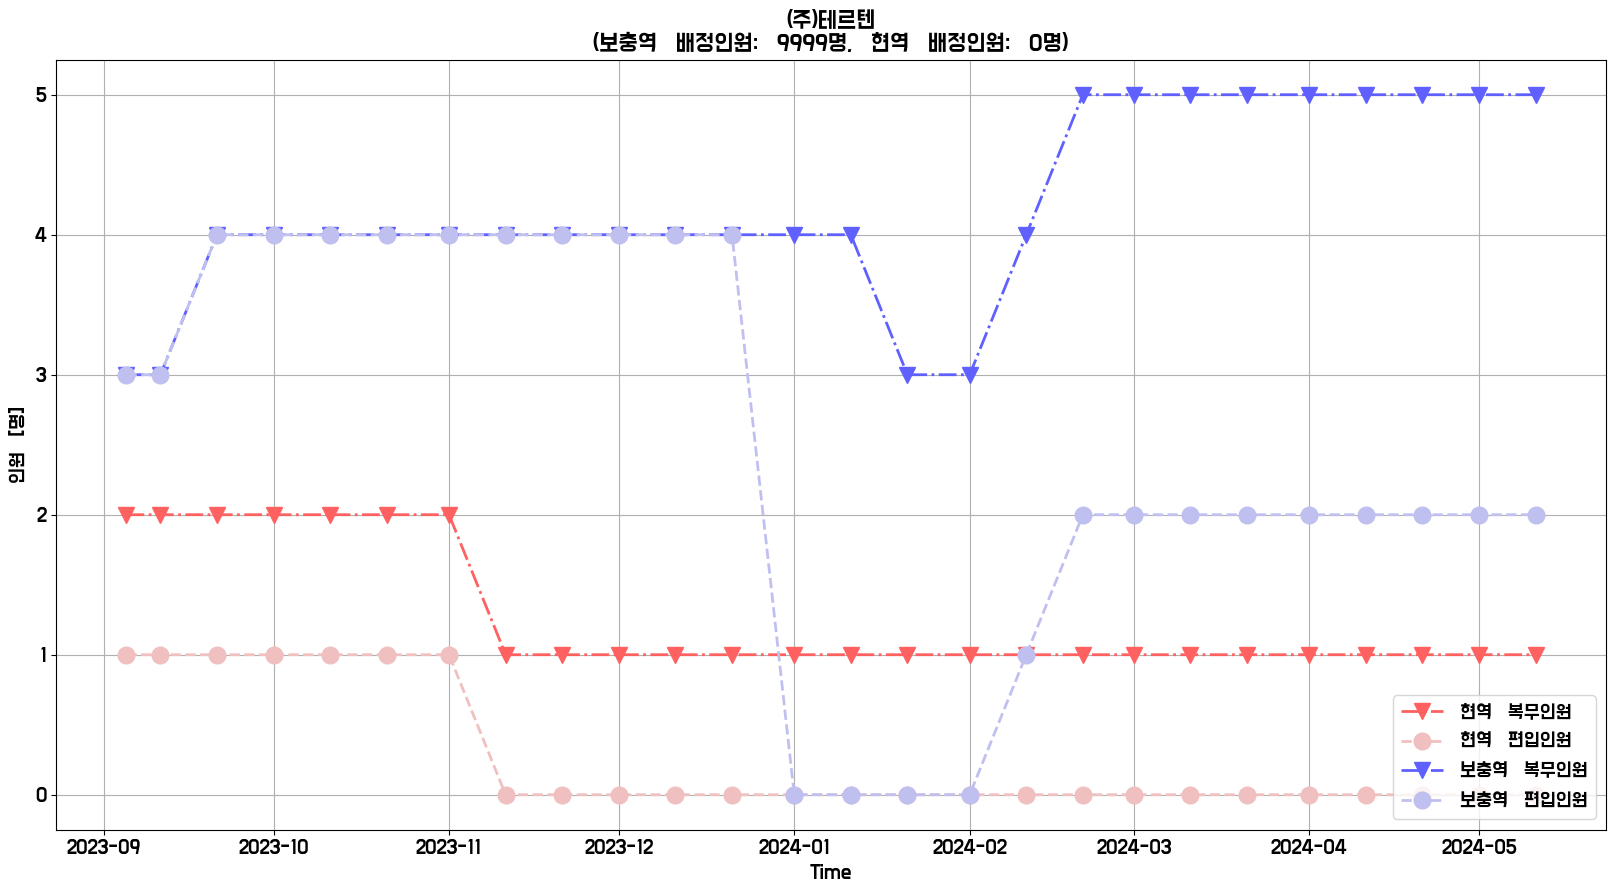 (주)테르텐
(보충역 배정인원: 9999명, 현역 배정인원: 0명)
5
4
3
2
1
0
인원 [명]
2023-09 2023-10 2023-11 2023-12 2024-01 2024-02 2024-03 2024-04 2024-05
Time
현역 복무인원
현역 편입인원
보충역 복무인원
보충역 편입인원